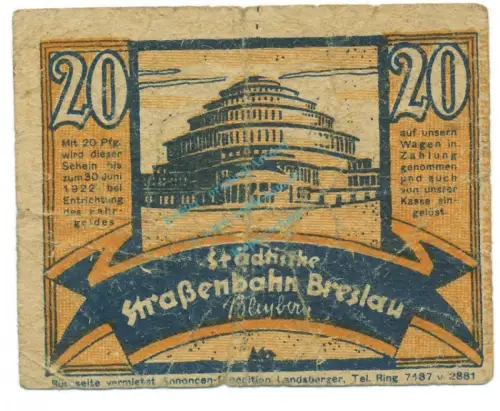 20
20
Mit 20 Pfg.
wird dieser
Schein bis
zum 30 Juni
1922 bei
Entrichtung
des Fahr-
geldes
auf unsern
Wagen in
Zahlung
genommen
und auch
von unsrer
Kasse ein-
gelöst.
Städtische
Straßenbahn Breslau
Rückseite vermietet Annoncen-Expedition Landsberger, Tel. Ring 7487 u 2881